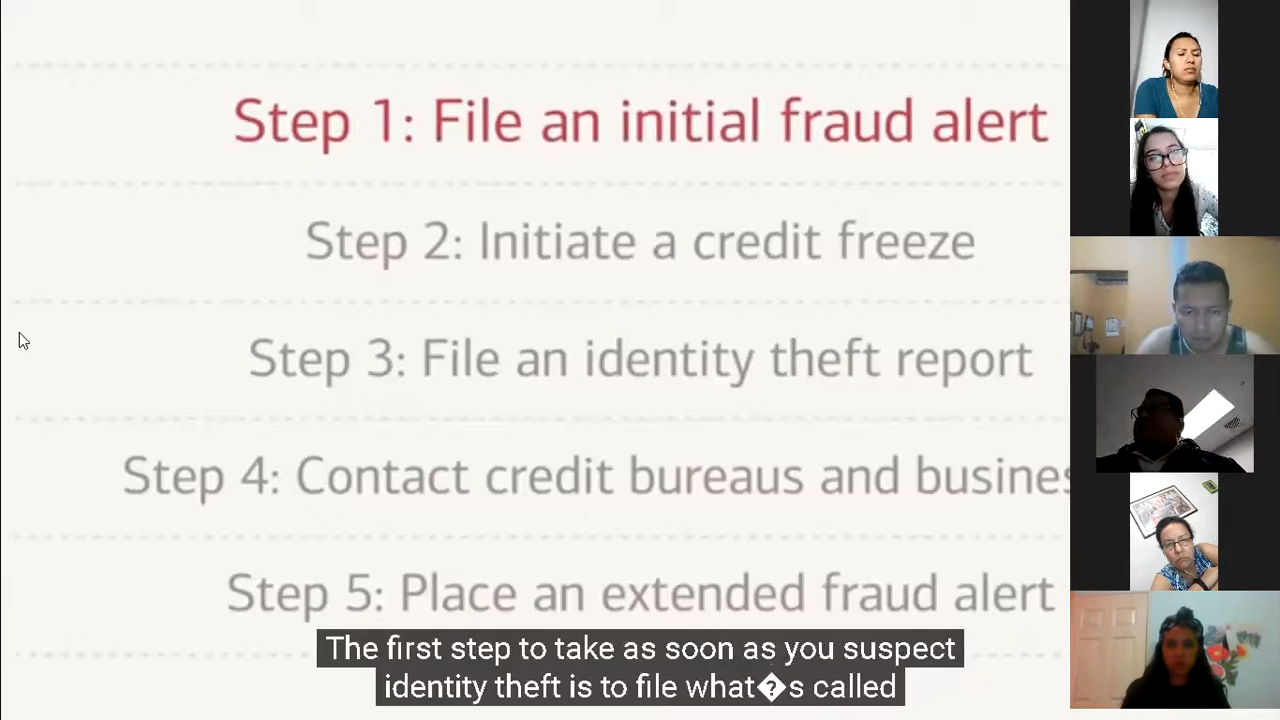 Step 1: File an initial fraud alert
Step 2: Initiate a credit freeze
Step 3: File an identity theft report
Step 4: Contact credit bureaus and busines
Step 5: Place an extended fraud alert
The first step to take as soon as you suspect
identity theft is to file what�s called